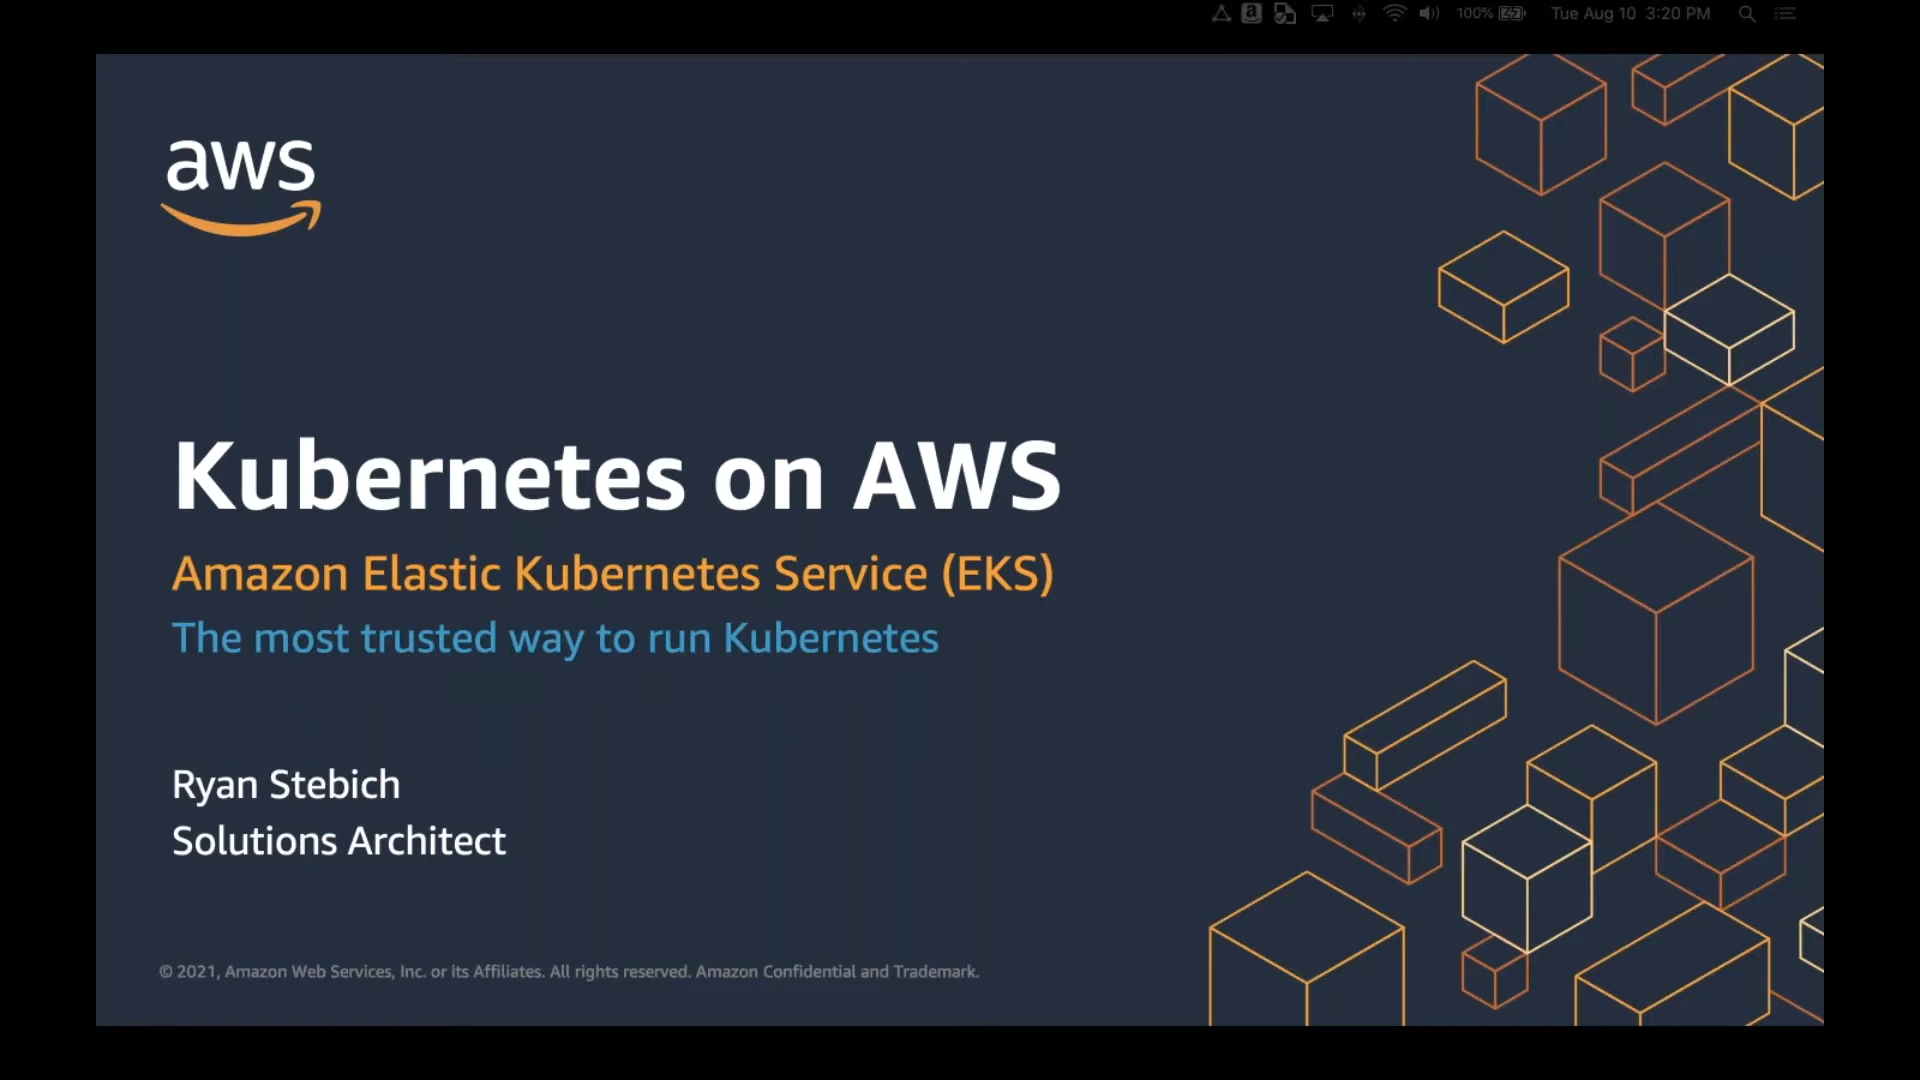 100% Tue Aug 10 3:20 PM
aws
Kubernetes on AWS
Amazon Elastic Kubernetes Service (EKS)
The most trusted way to run Kubernetes
Ryan Stebich
Solutions Architect
© 2021, Amazon Web Services, Inc. or its Affiliates. All rights reserved. Amazon Confidential and Trademark.